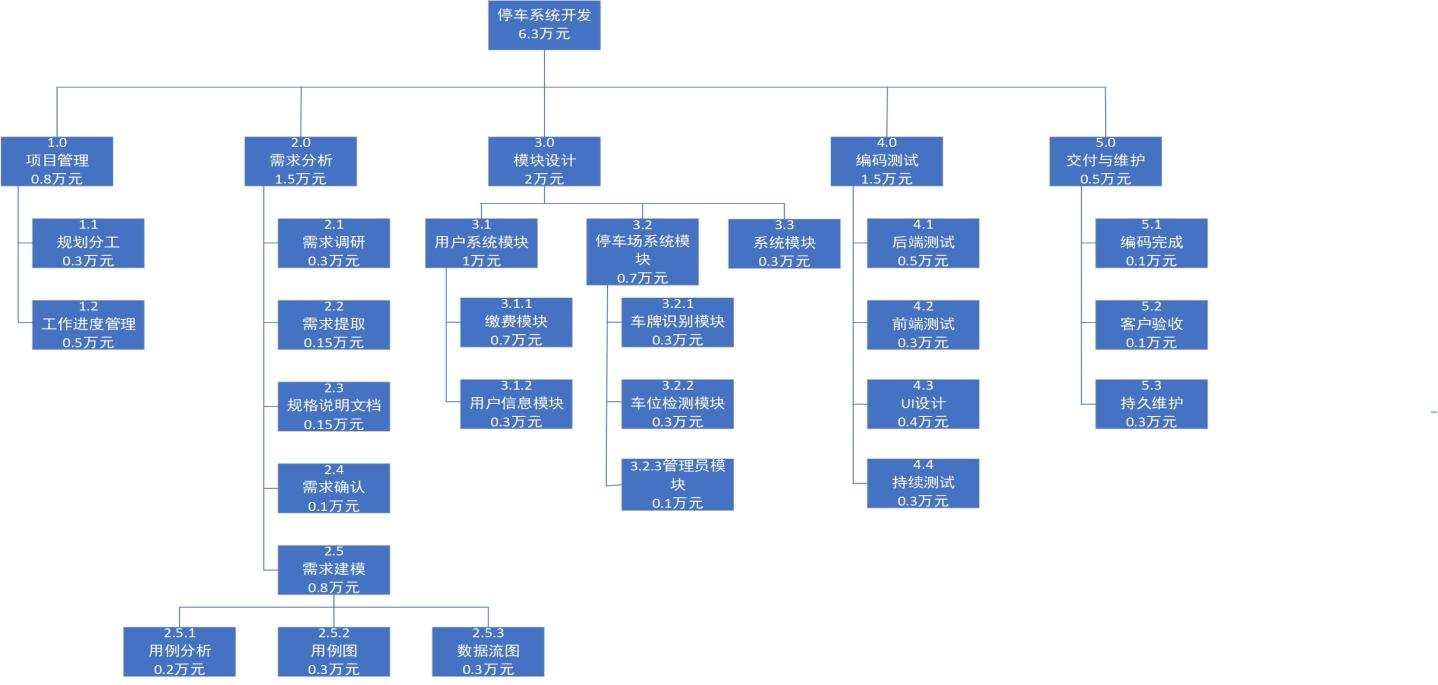 停车系统开发
6.3万元
1.0
项目管理
0.8万元
1.1
规划分工
0.3万元
1.2
工作进度管理
0.5万元
2.0
需求分析
1.5万元
2.1
需求调研
0.3万元
2.2
需求提取
0.15万元
2.3
规格说明文档
0.15万元
2.4
需求确认
0.1万元
2.5
需求建模
0.8万元
2.5.1
用例分析
0.2万元
2.5.2
用例图
0.3万元
2.5.3
数据流图
0.3万元
3.0
模块设计
2万元
3.1
用户系统模块
1万元
3.1.1
缴费模块
0.7万元
3.1.2
用户信息模块
0.3万元
3.2
停车场系统模
块
0.7万元
3.2.1
车牌识别模块
0.3万元
3.2.2
车位检测模块
0.3万元
3.2.3管理员模
块
0.1万元
3.3
系统模块
0.3万元
4.0
编码测试
1.5万元
4.1
后端测试
0.5万元
4.2
前端测试
0.3万元
4.3
UI设计
0.4万元
4.4
持续测试
0.3万元
5.0
交付与维护
0.5万元
5.1
编码完成
0.1万元
5.2
客户验收
0.1万元
5.3
持久维护
0.3万元